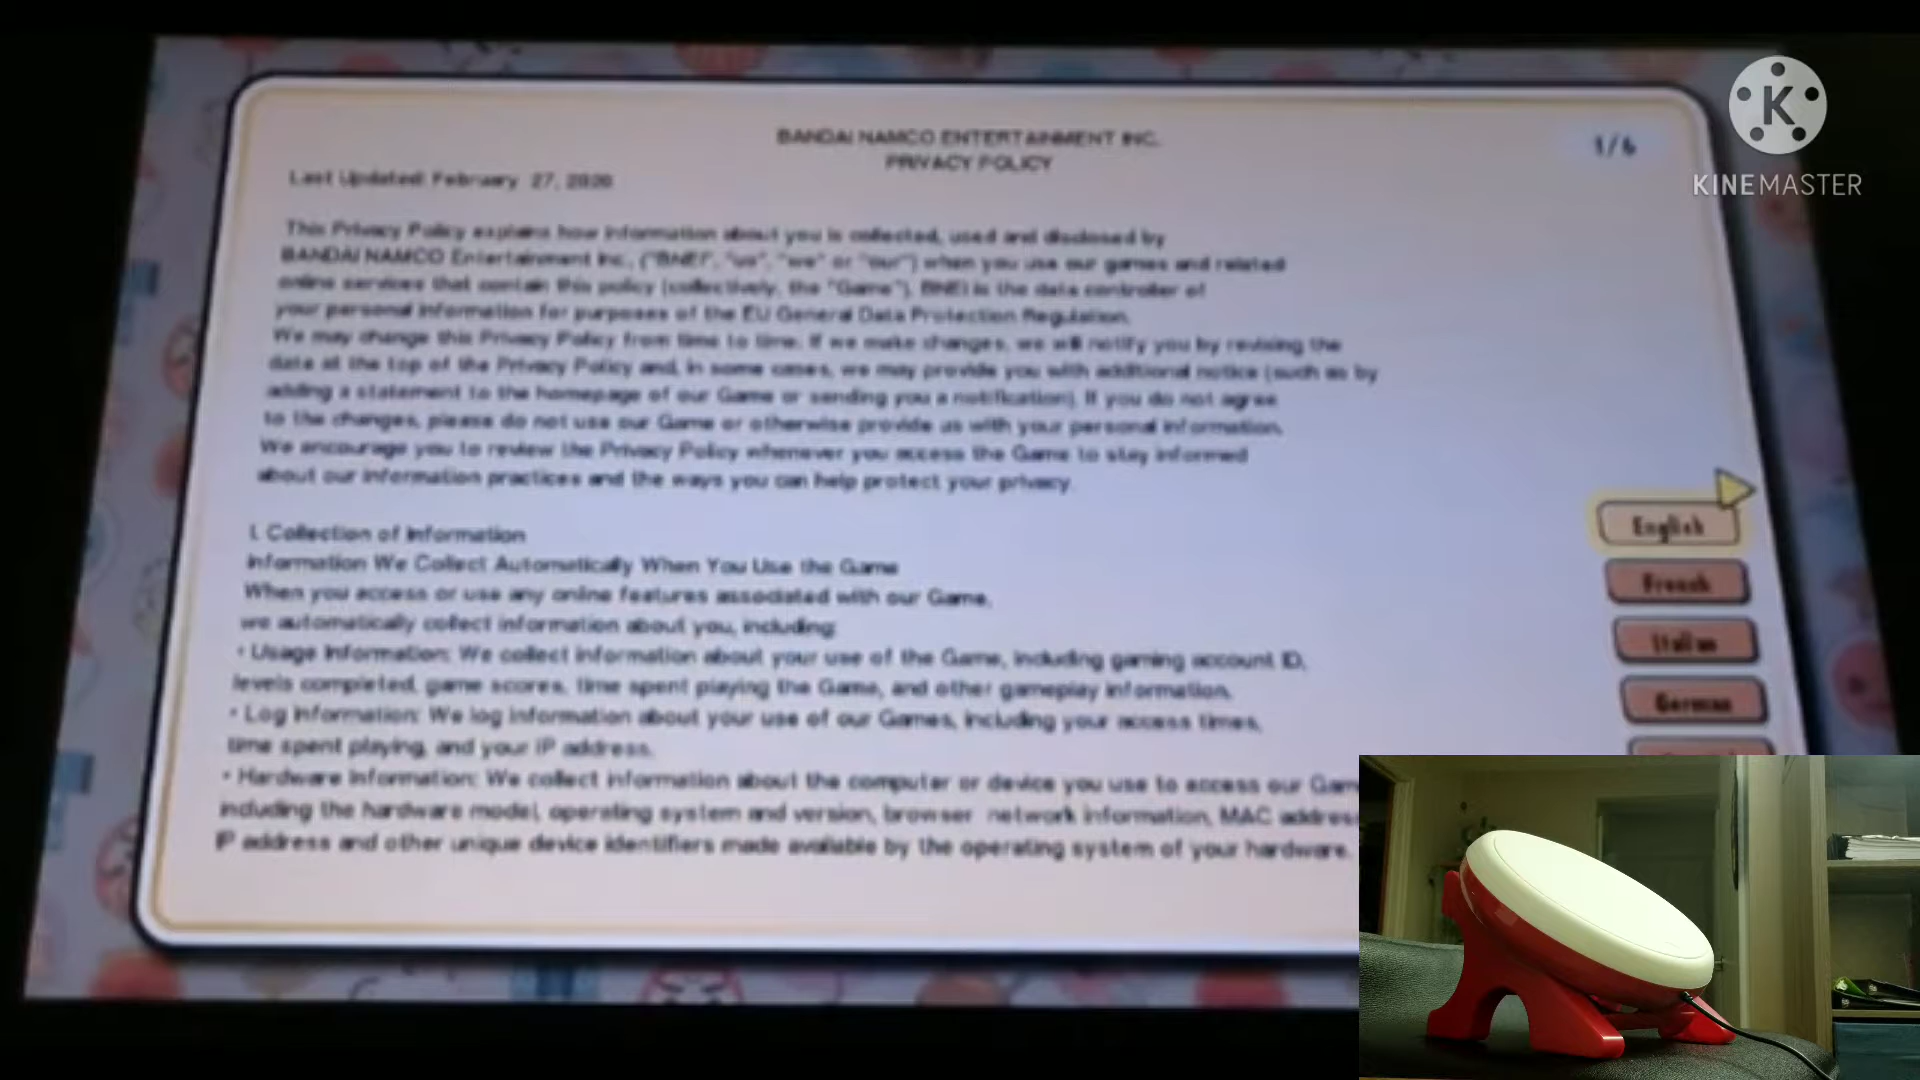 BANDAI NAMCO ENTERTAINMENT INC.
PRIVACY POLICY
1/6
Last Updated: February 27, 2020
This Privacy Policy explains how information about you is collected, used and disclosed by
BANDAI NAMCO Entertainment Inc., ("BNEI", "us", "we" or "our") when you use our games and related
online services that contain this policy (collectively, the "Game"). BNEI is the data controller of
your personal information for purposes of the EU General Data Protection Regulation.
We may change this Privacy Policy from time to time. If we make changes, we will notify you by revising the
date at the top of the Privacy Policy and, in some cases, we may provide you with additional notice (such as by
adding a statement to the homepage of our Game or sending you a notification). If you do not agree
to the changes, please do not use our Game or otherwise provide us with your personal information.
We encourage you to review the Privacy Policy whenever you access the Game to stay informed
about our information practices and the ways you can help protect your privacy.
1. Collection of Information
Information We Collect Automatically When You Use the Game
When you access or use any online features associated with our Game,
we automatically collect information about you, including:
• Usage Information: We collect information about your use of the Game, including gaming account ID,
levels completed, game scores, time spent playing the Game, and other gameplay information.
• Log Information: We log information about your use of our Games, including your access times,
time spent playing, and your IP address.
• Hardware Information: We collect information about the computer or device you use to access our Gam
including the hardware model, operating system and version, browser network information, MAC address
IP address and other unique device identifiers made available by the operating system of your hardware.
English
French
Italian
German
K
KINEMASTER